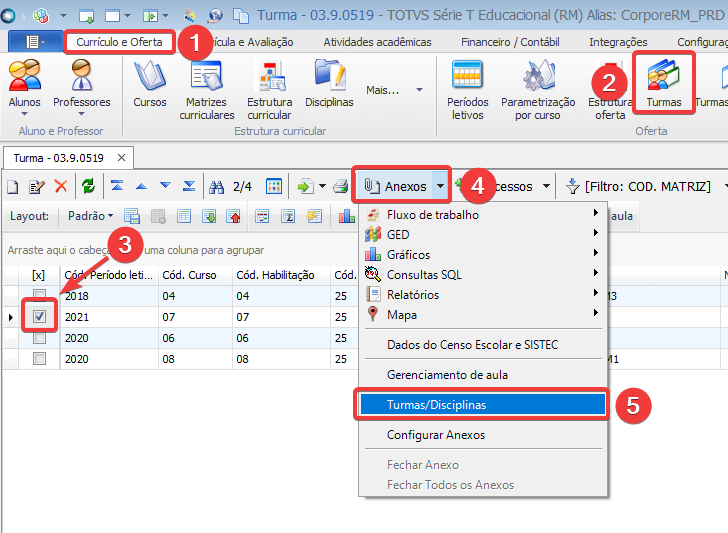 Turma - 03.9.0519 - TOTVS Série T Educacional (RM) Alias: CorporeRM_PRD
Currículo e Oferta
1
ícula e Avaliação
Atividades acadêmicas
Financeiro / Contábil
Integrações
Configuraç
Alunos
Professores
Cursos
Matrizes
curriculares
Estrutura
curricular
Disciplinas
Mais...
Períodos
letivos
Parametrização
por curso
2
Estrutura
oferta
Turmas
Turmas
Aluno e Professor
Estrutura curricular
Oferta
Turma - 03.9.0519
2/4
Anexos
4
cessos
[Filtro: COD. MATRIZ]
Layout:
Padrão
aula
Arraste aqui o cabeç
3
uma coluna para agrupar
[x]
Cód. Período leti...
Cód. Curso
Cód. Habilitação
Cód.
2018
04
04
25
M3
2021
07
07
25
2020
06
06
25
2020
08
08
25
M1
Fluxo de trabalho
GED
Gráficos
Consultas SQL
Relatórios
Mapa
Dados do Censo Escolar e SISTEC
Gerenciamento de aula
Turmas/Disciplinas
5
Configurar Anexos
Fechar Anexo
Fechar Todos os Anexos